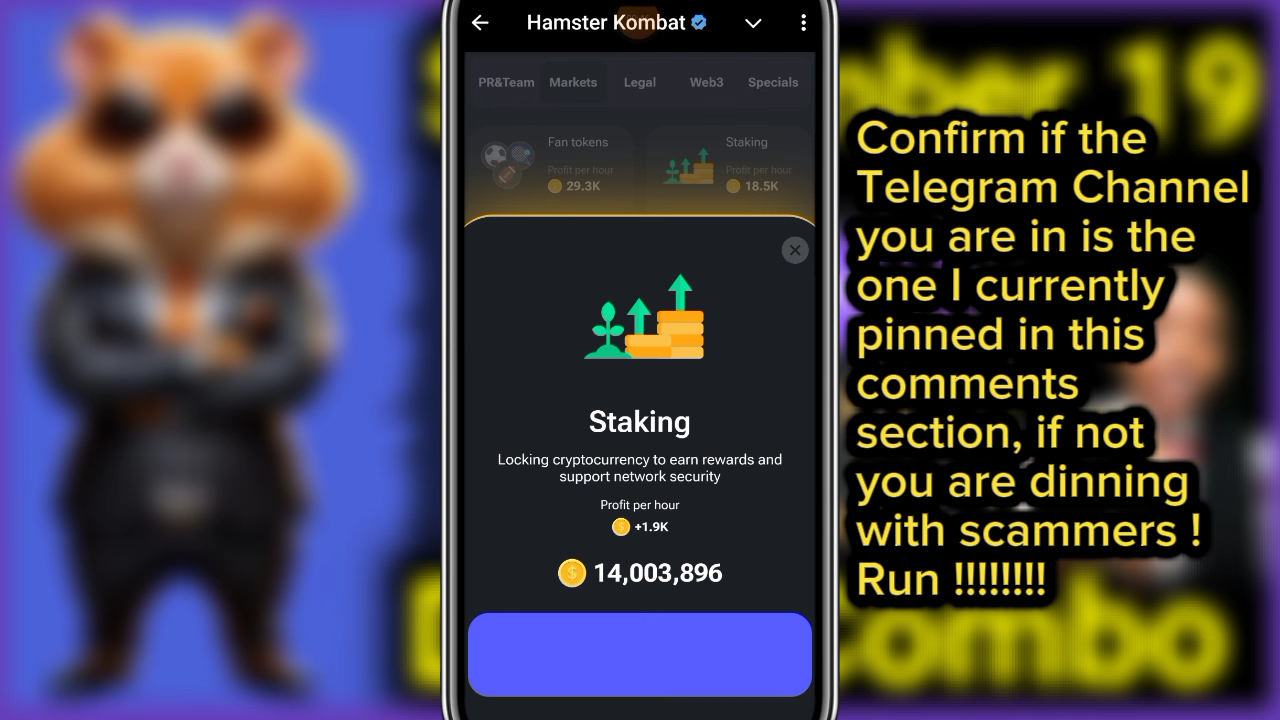 Hamster Kombat
PR&Team Markets Legal Web3 Specials
Fan tokens
Profit per hour
29.3K
Staking
Profit per hour
18.5K
Staking
Locking cryptocurrency to earn rewards and
support network security
Profit per hour
+1.9K
14,003,896
Confirm if the
Telegram Channel
you are in is the
one I currently
pinned in this
comments
section, if not
you are dinning
with scammers !
Run !!!!!!!!
ber 19
ombo